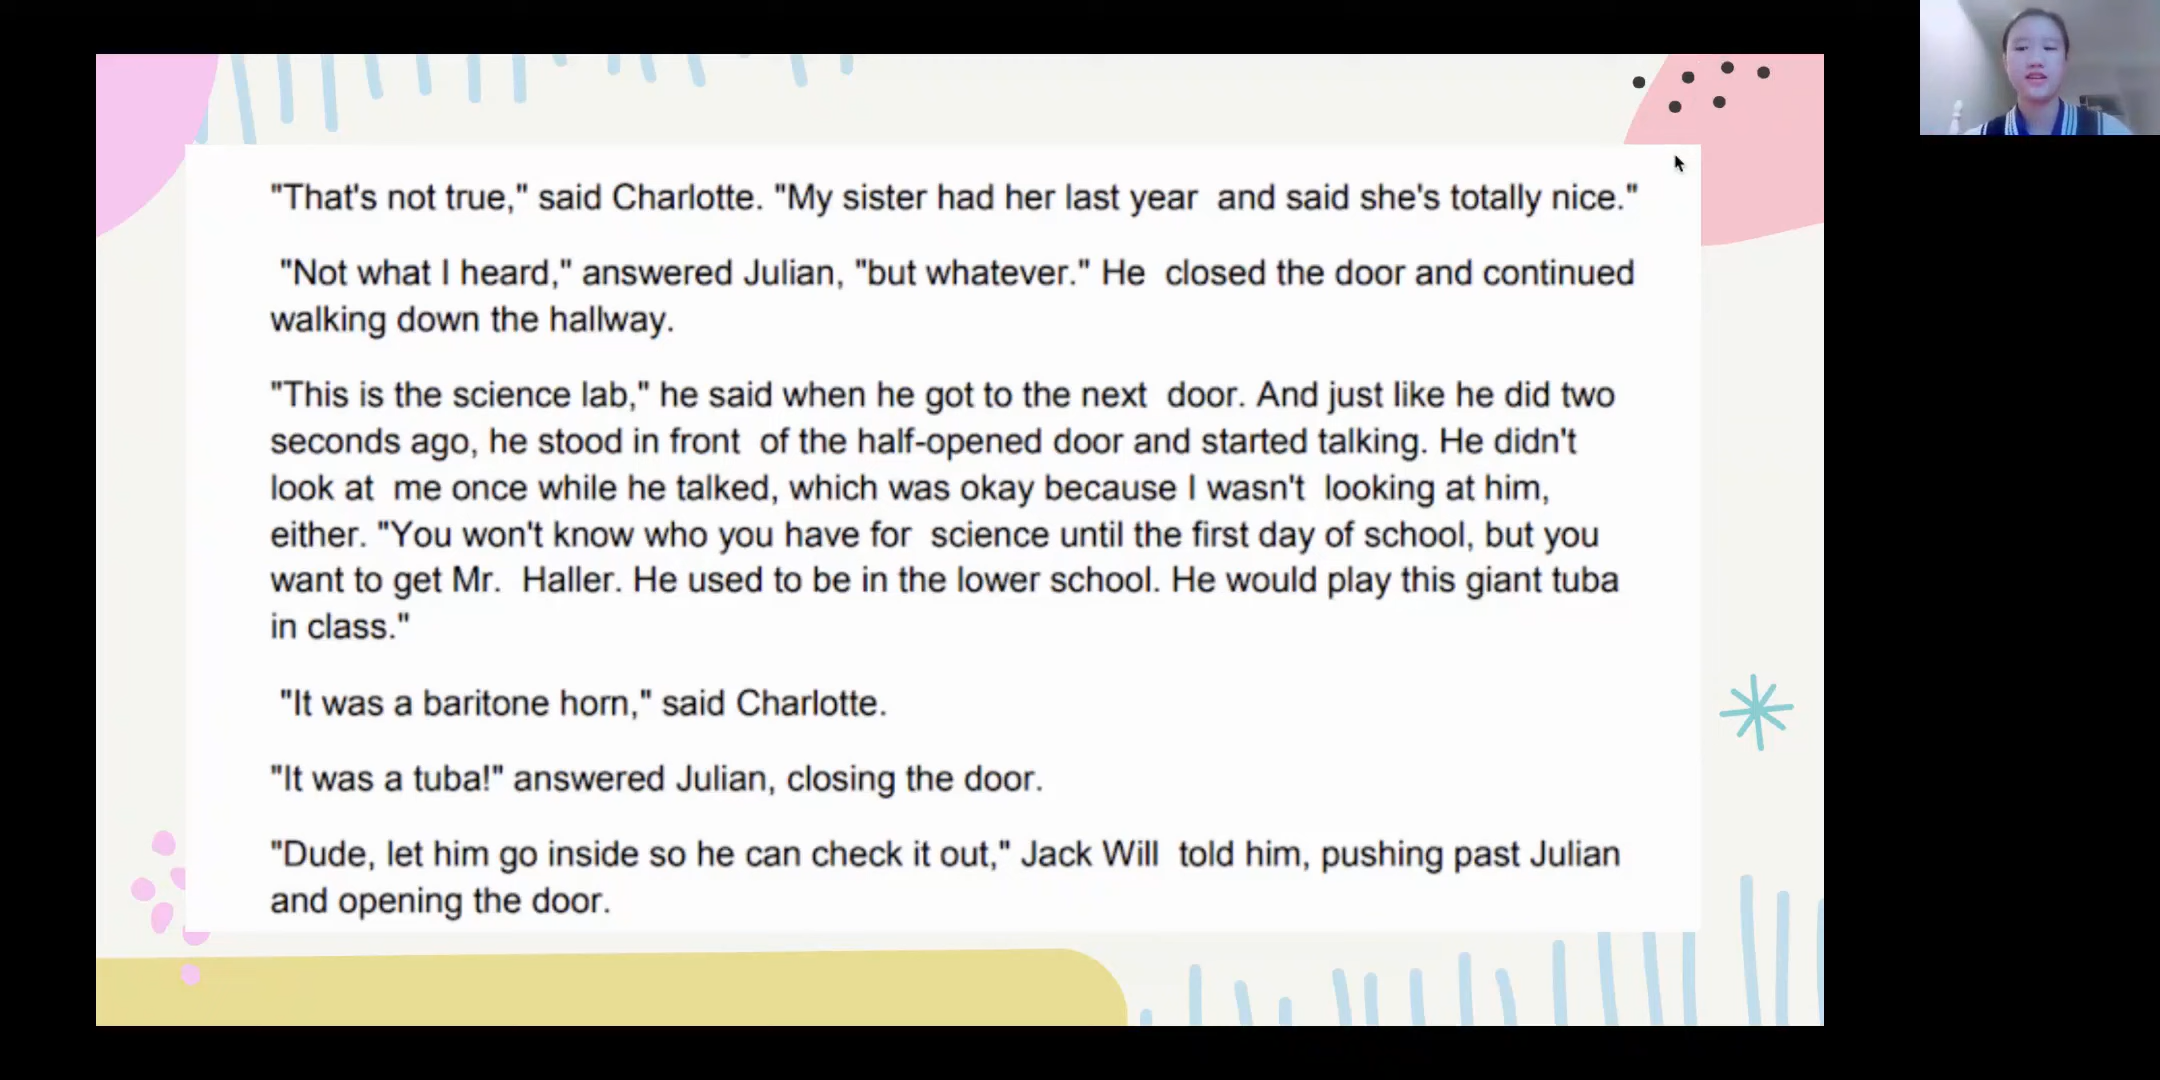 "That's not true," said Charlotte. "My sister had her last year and said she's totally nice."
"Not what I heard," answered Julian, "but whatever." He closed the door and continued
walking down the hallway.
"This is the science lab," he said when he got to the next door. And just like he did two
seconds ago, he stood in front of the half-opened door and started talking. He didn't
look at me once while he talked, which was okay because I wasn't looking at him,
either. "You won't know who you have for science until the first day of school, but you
want to get Mr. Haller. He used to be in the lower school. He would play this giant tuba
in class."
"It was a baritone horn," said Charlotte.
"It was a tuba!" answered Julian, closing the door.
"Dude, let him go inside so he can check it out," Jack Will told him, pushing past Julian
and opening the door.